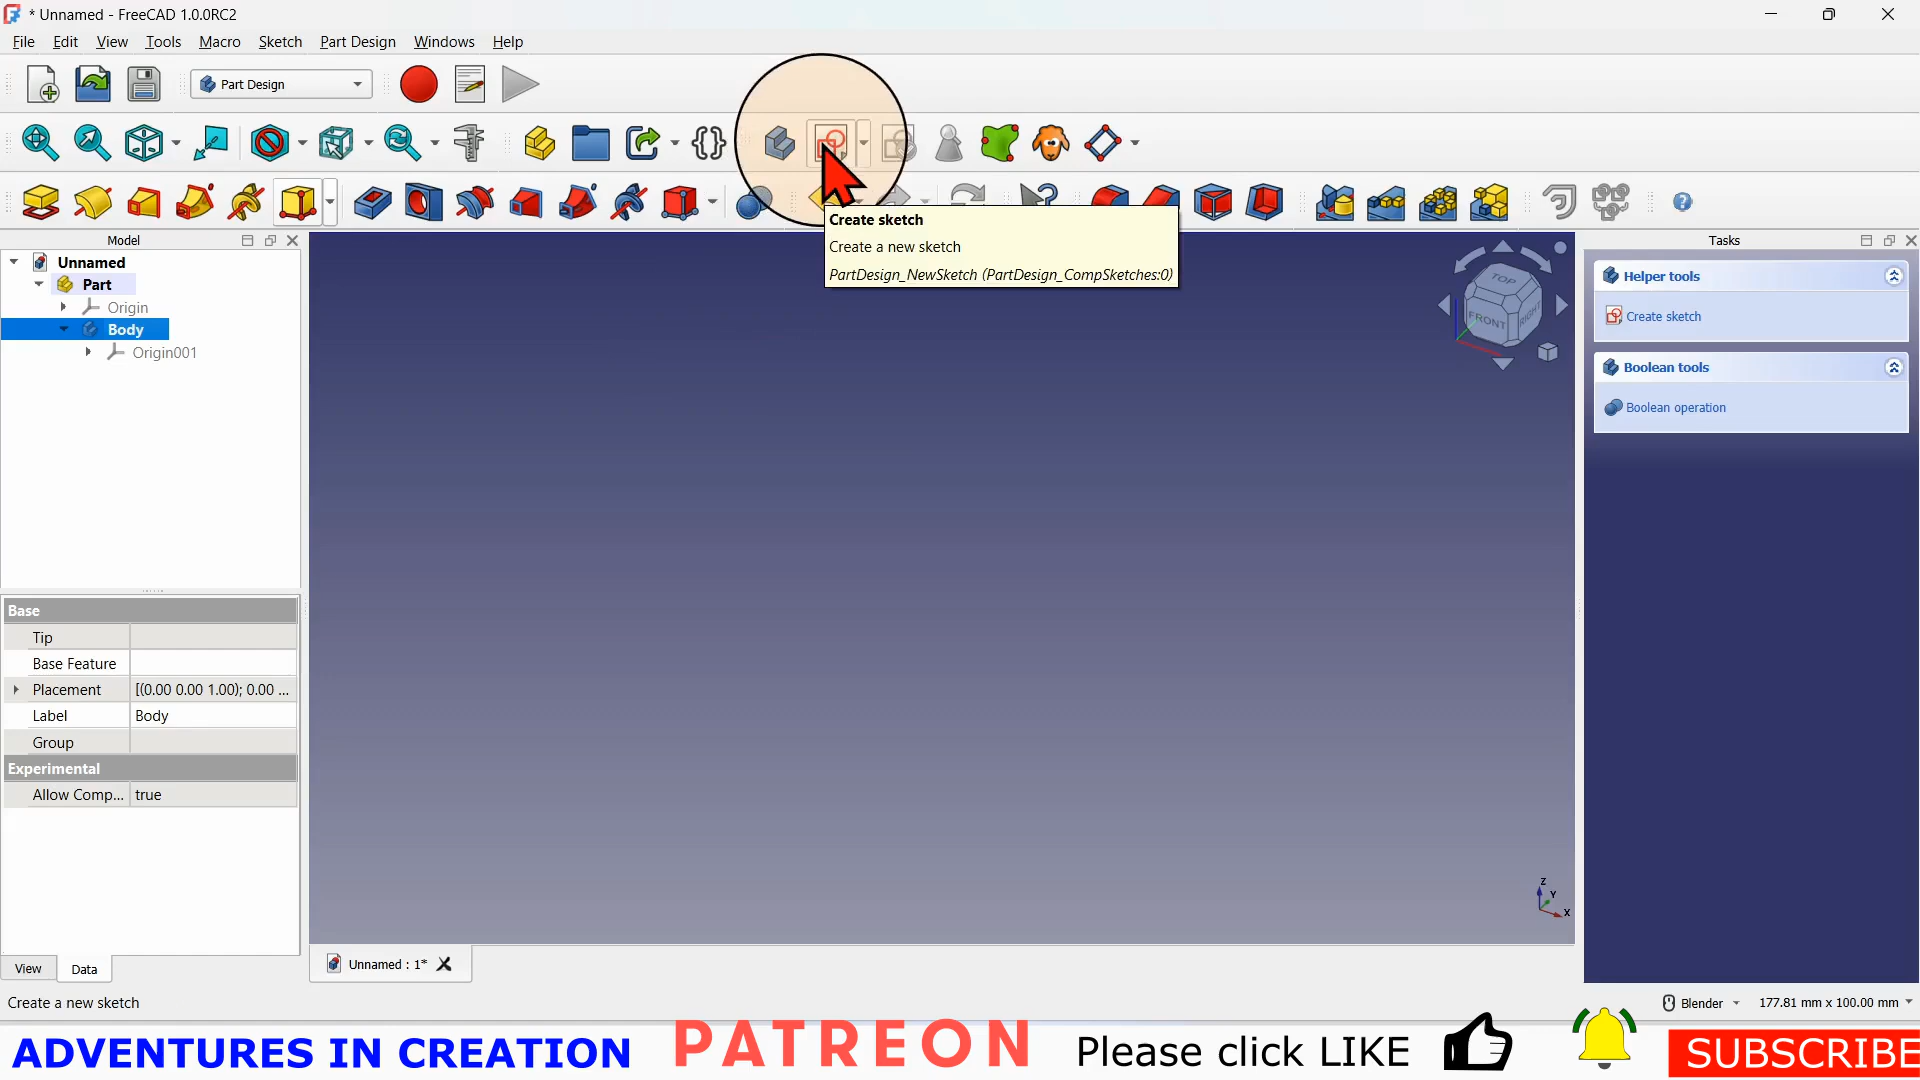 * Unnamed - FreeCAD 1.0.0RC2
File Edit View Tools Macro Sketch Part Design Windows Help
Part Design
Create sketch
Create a new sketch
PartDesign_NewSketch (PartDesign_CompSketches:0)
Model
Unnamed
Part
Origin
Body
Origin001
Base
Tip
Base Feature
Placement [(0.00 0.00 1.00); 0.00 ...
Label Body
Group
Experimental
Allow Comp... true
View Data
TOP
FRONT
RIGHT
Z
Y
X
Unnamed : 1*
Tasks
Helper tools
Create sketch
Boolean tools
Boolean operation
Create a new sketch
Blender
177.81 mm x 100.00 mm
ADVENTURES IN CREATION
PATREON
Please click LIKE
SUBSCRIBE